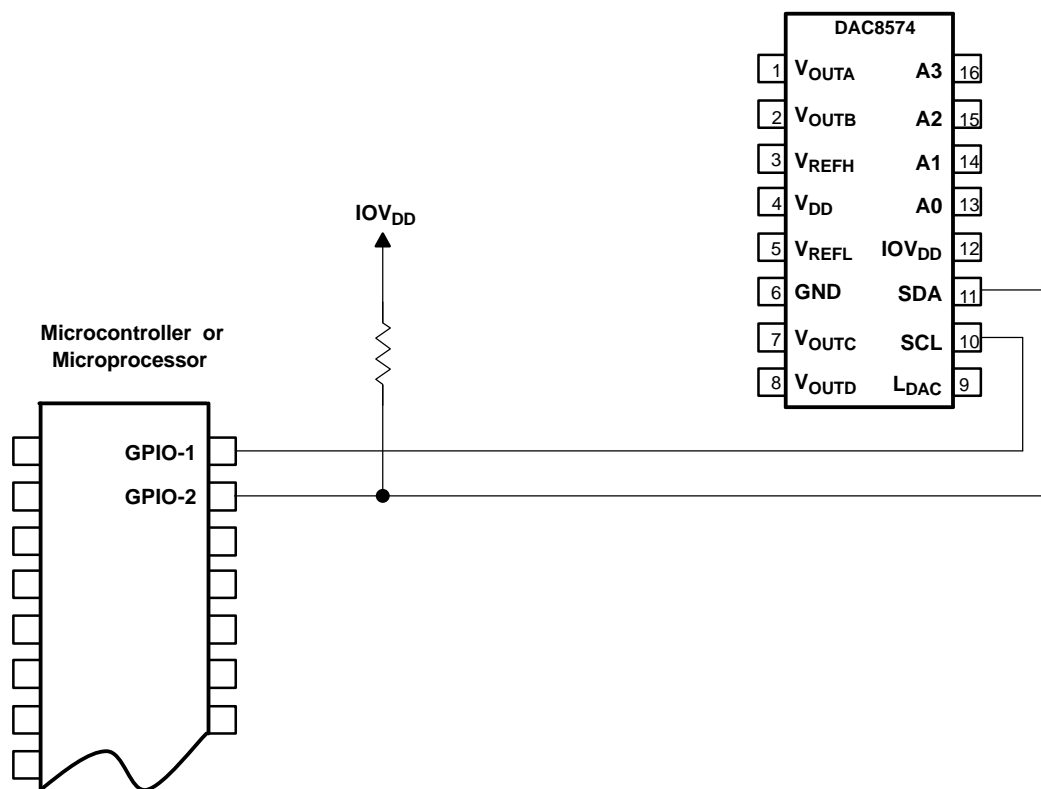 DAC8574
1 VOUTA A3 16
2 VOUTB A2 15
3 VREFH A1 14
4 VDD A0 13
5 VREFL IOVDD 12
6 GND SDA 11
7 VOUTC SCL 10
8 VOUTD LDAC 9
IOVDD
Microcontroller or
Microprocessor
GPIO-1
GPIO-2